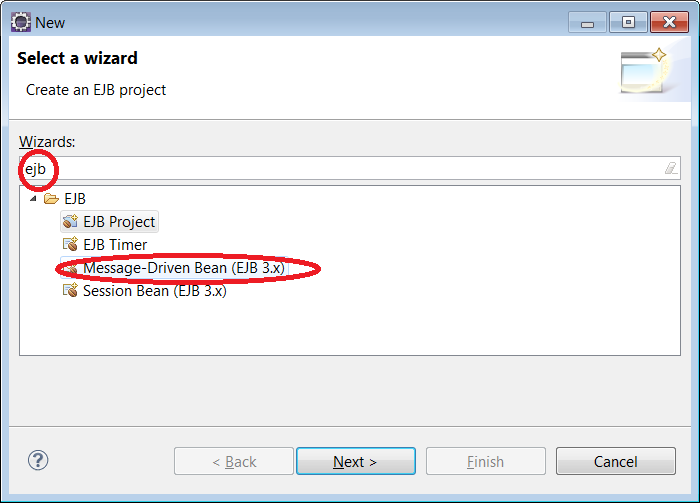 New
Select a wizard
Create an EJB project
Wizards:
ejb
EJB
EJB Project
EJB Timer
Message-Driven Bean (EJB 3.x)
Session Bean (EJB 3.x)
?
< Back
Next >
Finish
Cancel